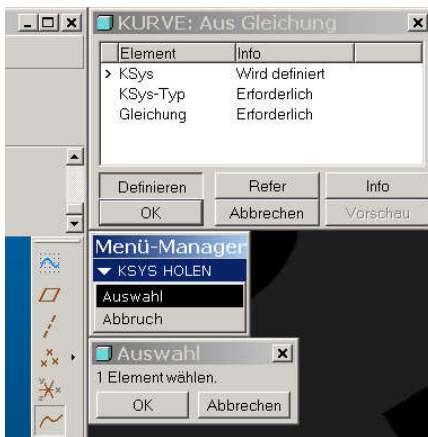 KURVE: Aus Gleichung
Element Info
> KSys Wird definiert
KSys-Typ Erforderlich
Gleichung Erforderlich
Definieren Refer Info
OK Abbrechen Vorschau
Menü-Manager
KSYS HOLEN
Auswahl
Abbruch
Auswahl
1 Element wählen.
OK Abbrechen